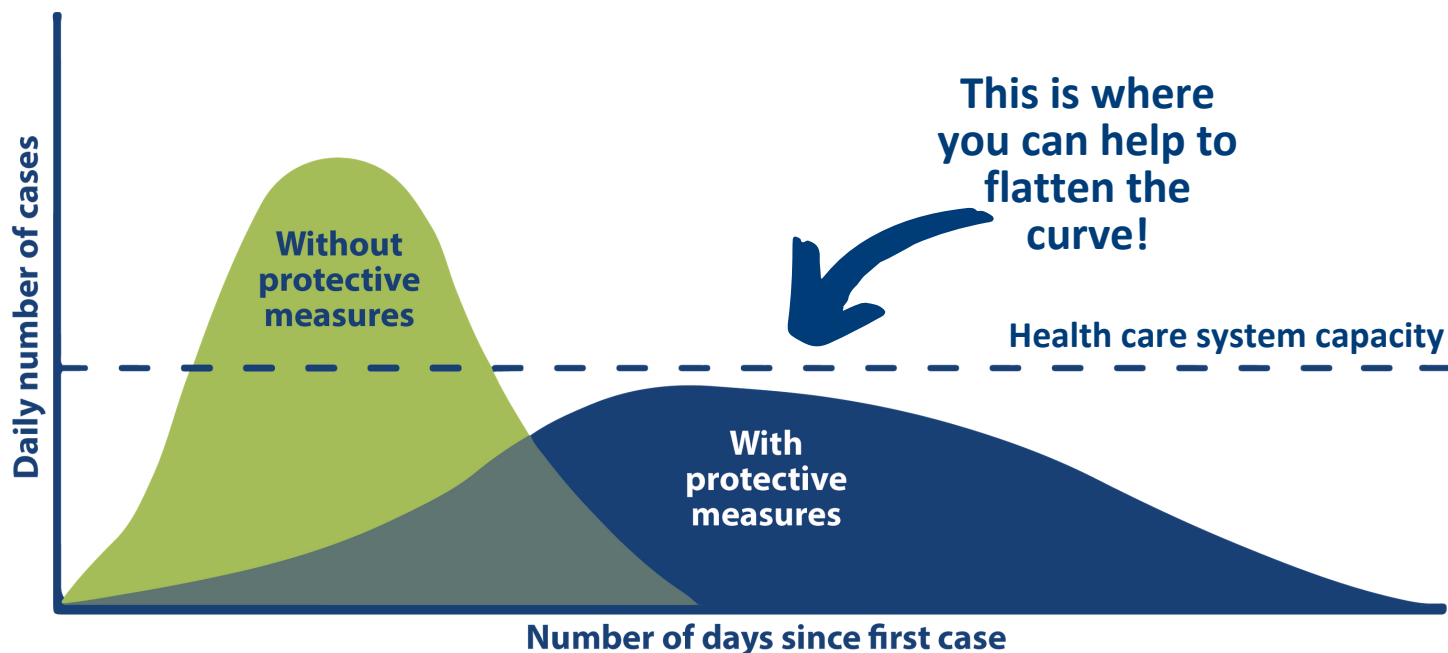 This is where
you can help to
flatten the
curve!
Daily number of cases
Without
protective
measures
Health care system capacity
With
protective
measures
Number of days since first case